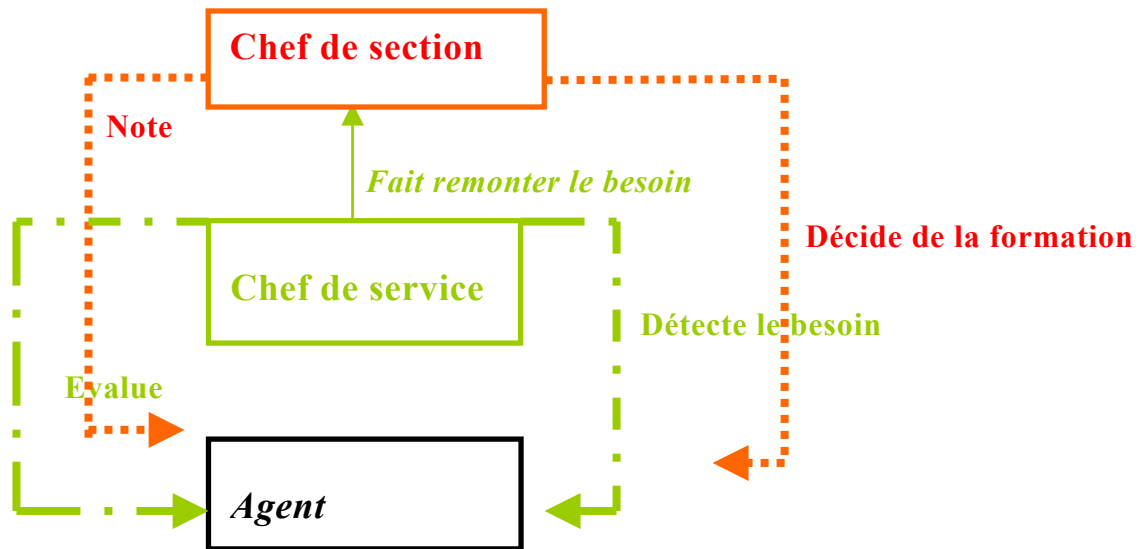 Chef de section
Note
Fait remonter le besoin
Décide de la formation
Chef de service
Détecte le besoin
Evalue
Agent